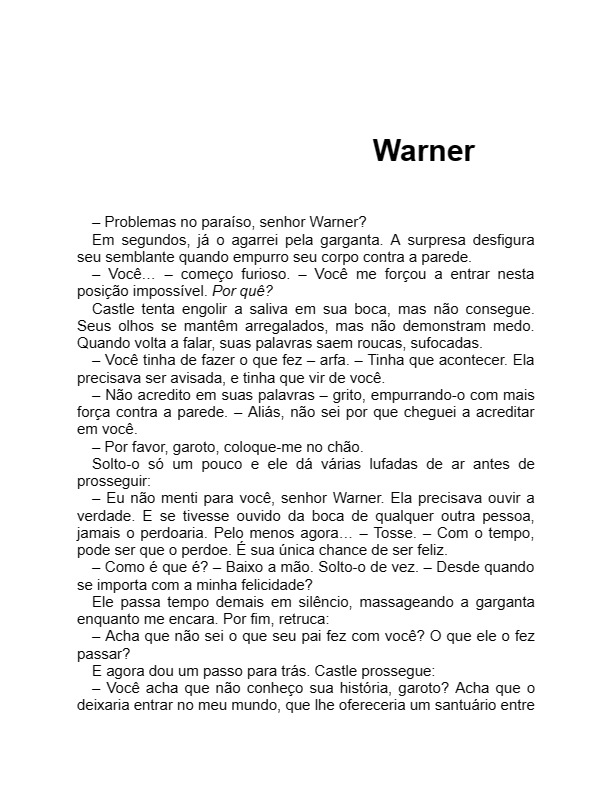 Warner
– Problemas no paraíso, senhor Warner?
Em segundos, já o agarrei pela garganta. A surpresa desfigura
seu semblante quando empurro seu corpo contra a parede.
– Você… – começo furioso. – Você me forçou a entrar nesta
posição impossível. Por quê?
Castle tenta engolir a saliva em sua boca, mas não consegue.
Seus olhos se mantêm arregalados, mas não demonstram medo.
Quando volta a falar, suas palavras saem roucas, sufocadas.
– Você tinha de fazer o que fez – arfa. – Tinha que acontecer. Ela
precisava ser avisada, e tinha que vir de você.
– Não acredito em suas palavras – grito, empurrando-o com mais
força contra a parede. – Aliás, não sei por que cheguei a acreditar
em você.
– Por favor, garoto, coloque-me no chão.
Solto-o só um pouco e ele dá várias lufadas de ar antes de
prosseguir:
– Eu não menti para você, senhor Warner. Ela precisava ouvir a
verdade. E se tivesse ouvido da boca de qualquer outra pessoa,
jamais o perdoaria. Pelo menos agora… – Tosse. – Com o tempo,
pode ser que o perdoe. É sua única chance de ser feliz.
– Como é que é? – Baixo a mão. Solto-o de vez. – Desde quando
se importa com a minha felicidade?
Ele passa tempo demais em silêncio, massageando a garganta
enquanto me encara. Por fim, retruca:
– Acha que não sei o que seu pai fez com você? O que ele o fez
passar?
E agora dou um passo para trás. Castle prossegue:
– Você acha que não conheço sua história, garoto? Acha que o
deixaria entrar no meu mundo, que lhe ofereceria um santuário entre